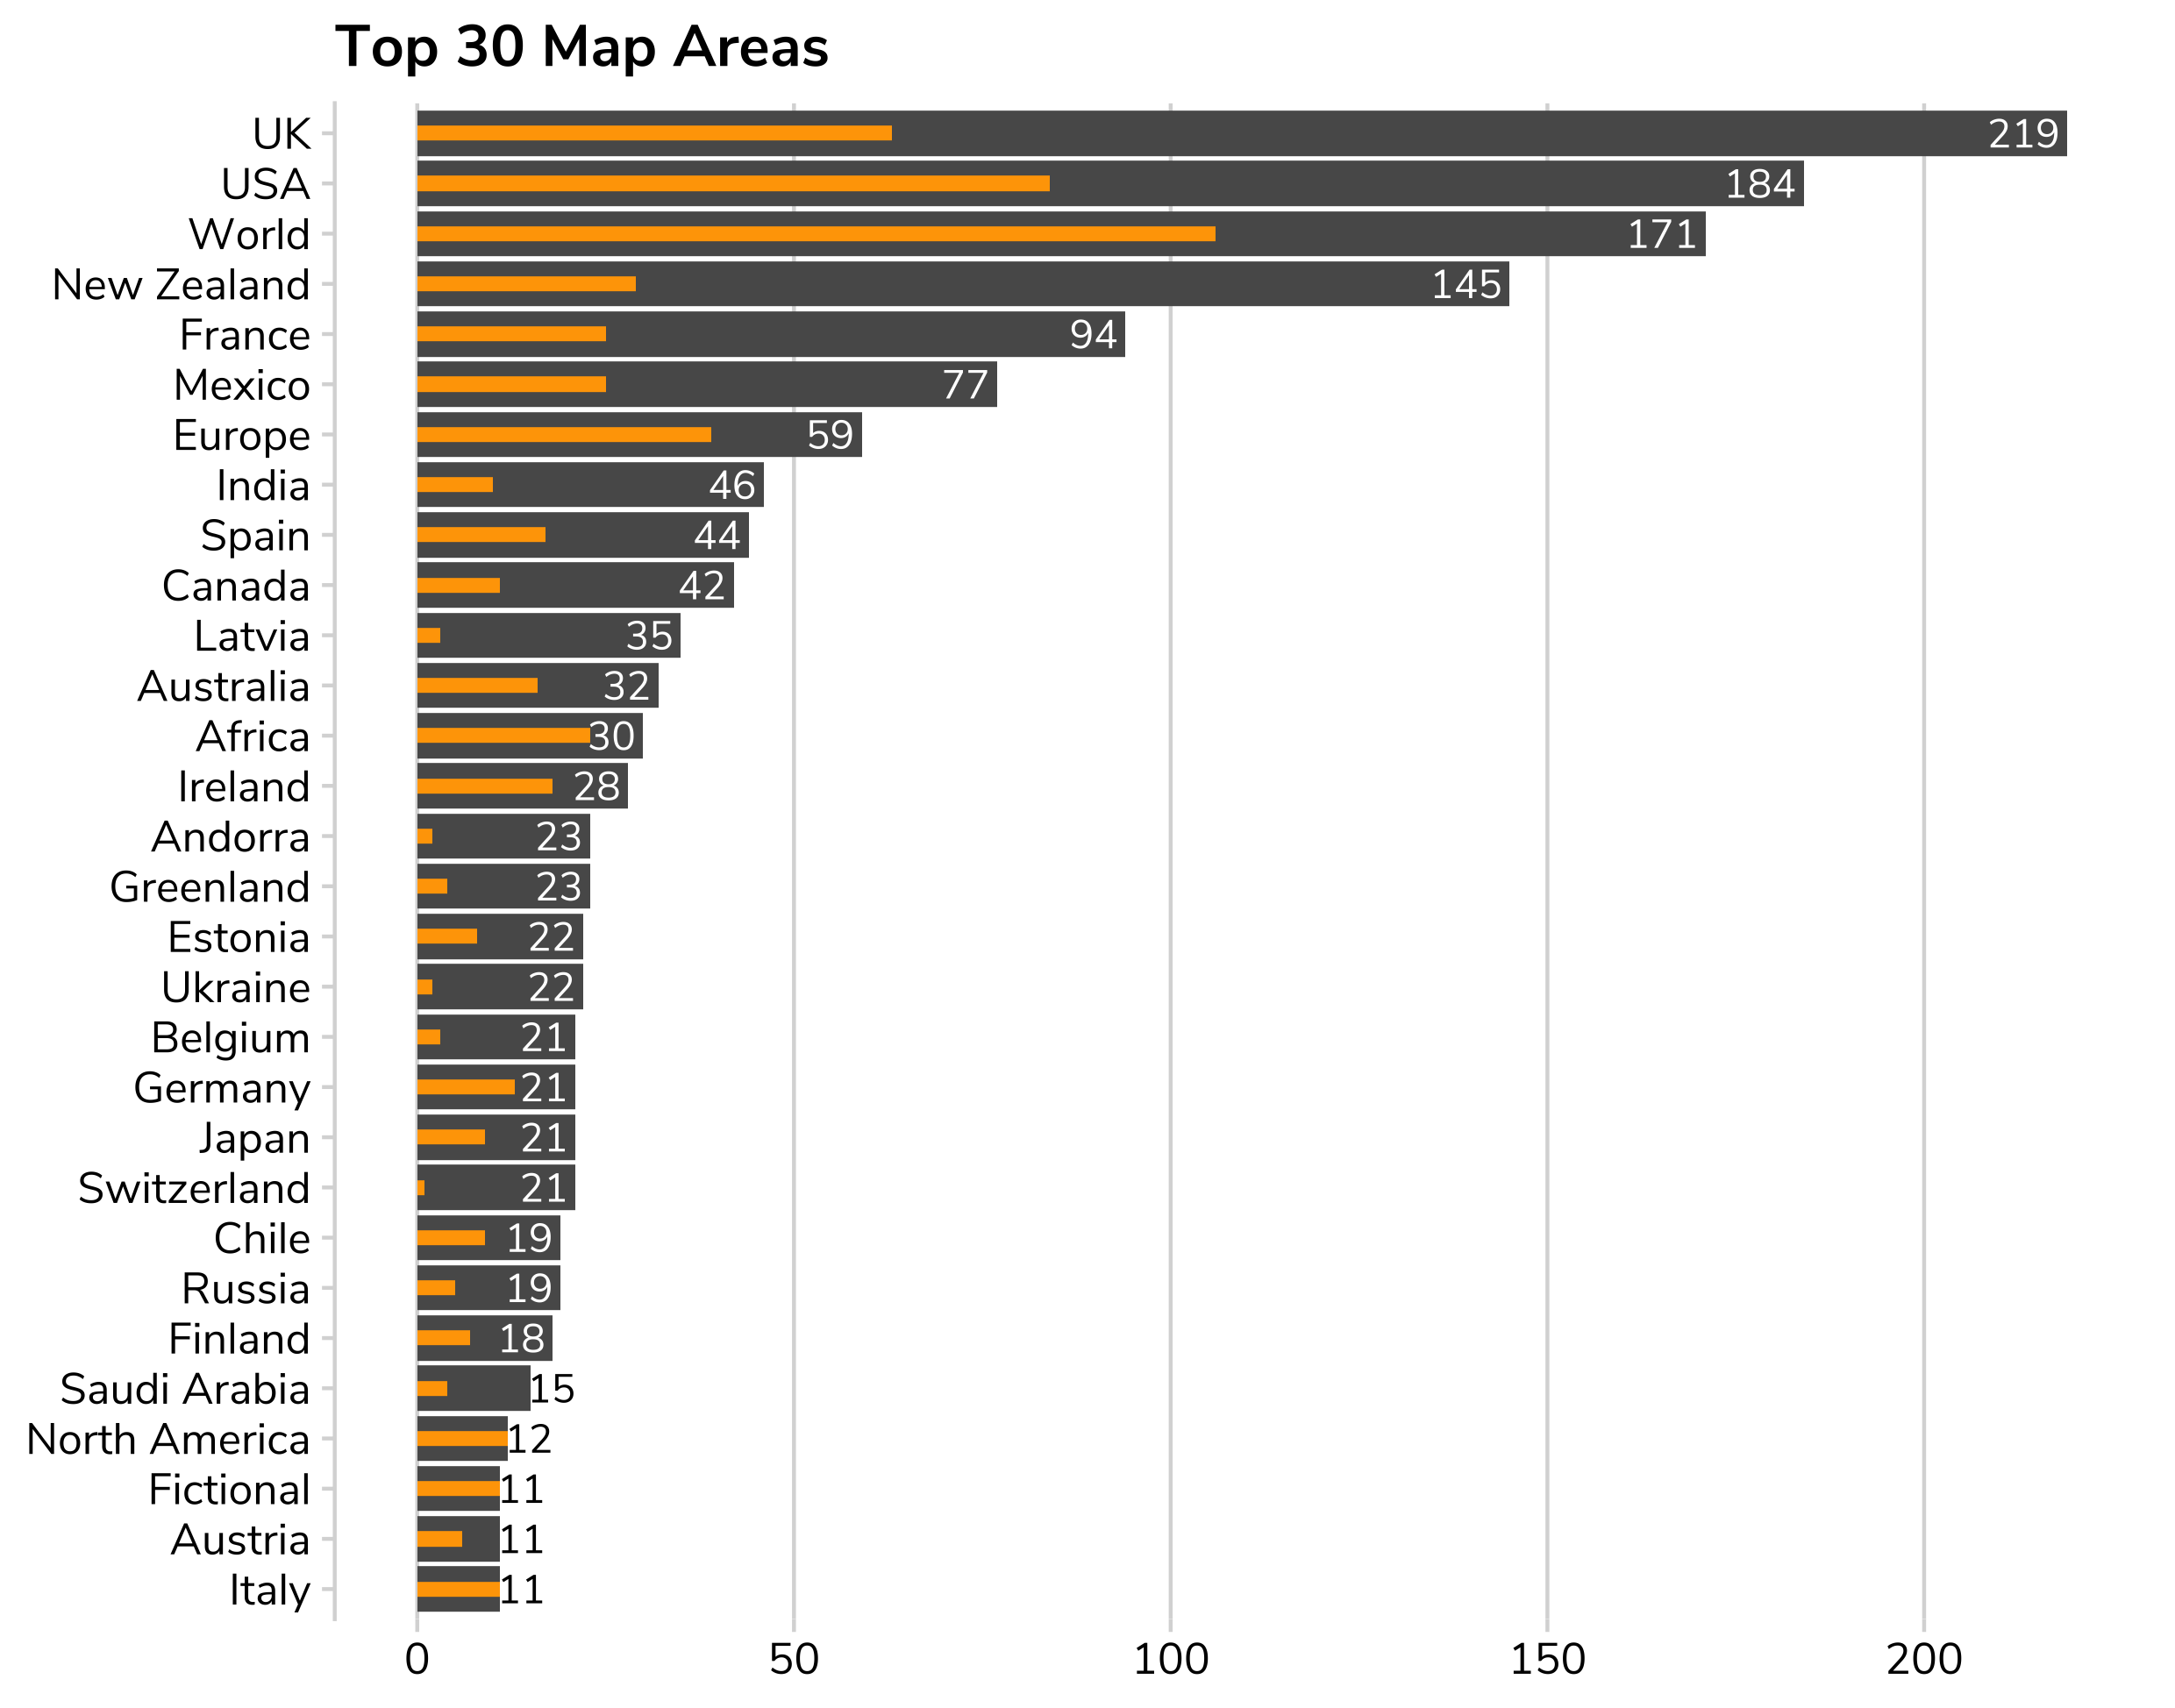 Top 30 Map Areas
UK 219
USA 184
World 171
New Zealand 145
France 94
Mexico 77
Europe 59
India 46
Spain 44
Canada 42
Latvia 35
Australia 32
Africa 30
Ireland 28
Andorra 23
Greenland 23
Estonia 22
Ukraine 22
Belgium 21
Germany 21
Japan 21
Switzerland 21
Chile 19
Russia 19
Finland 18
Saudi Arabia 15
North America 12
Fictional 11
Austria 11
Italy 11
0 50 100 150 200